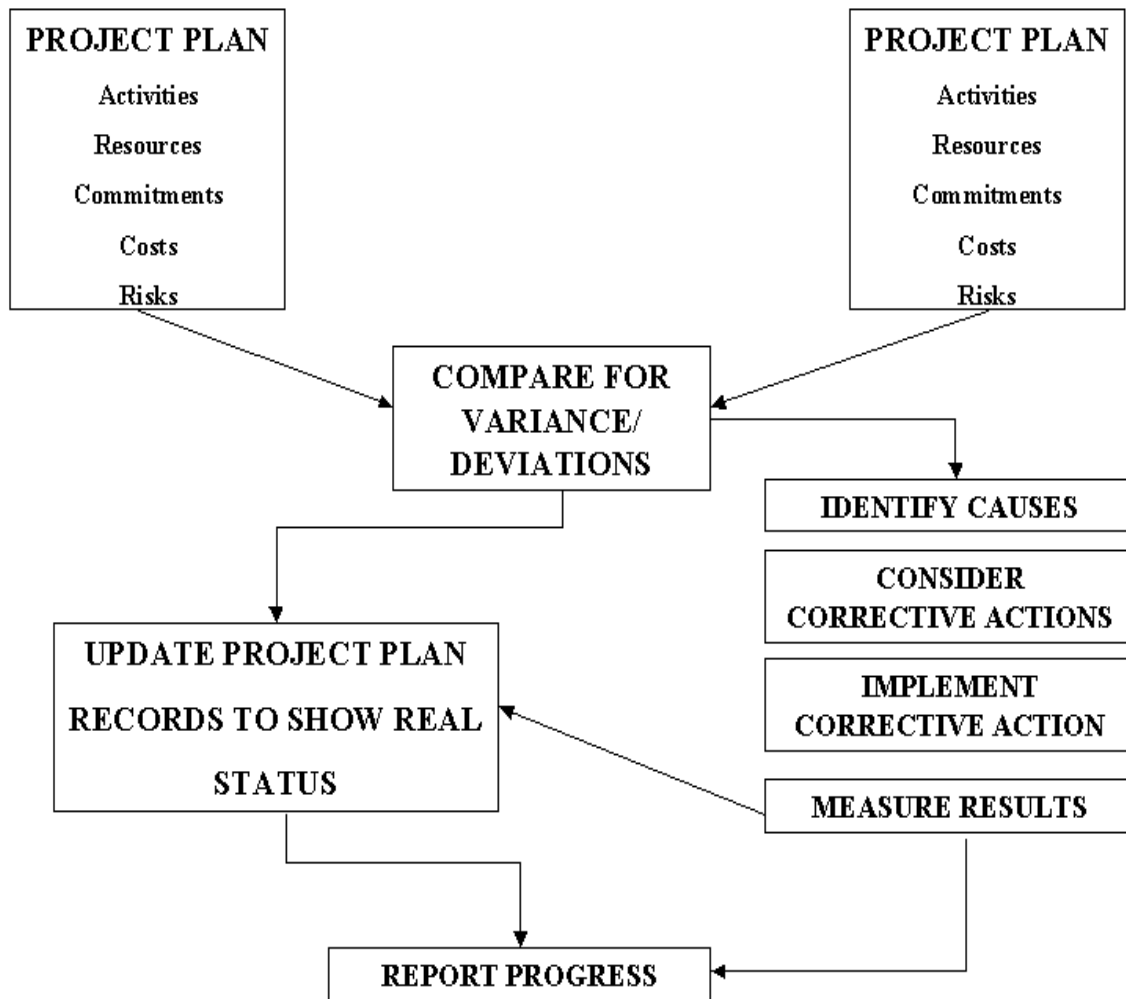 PROJECT PLAN
Activities
Resources
Commitments
Costs
Risks
PROJECT PLAN
Activities
Resources
Commitments
Costs
Risks
COMPARE FOR
VARIANCE/
DEVIATIONS
IDENTIFY CAUSES
CONSIDER
CORRECTIVE ACTIONS
IMPLEMENT
CORRECTIVE ACTION
MEASURE RESULTS
UPDATE PROJECT PLAN
RECORDS TO SHOW REAL
STATUS
REPORT PROGRESS